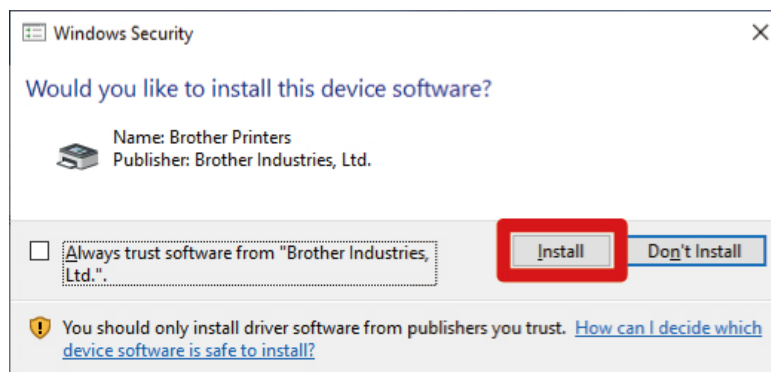 Windows Security
Would you like to install this device software?
Name: Brother Printers
Publisher: Brother Industries, Ltd.
Always trust software from "Brother Industries,
Ltd.".
Install
Don't Install
You should only install driver software from publishers you trust. How can I decide which
device software is safe to install?